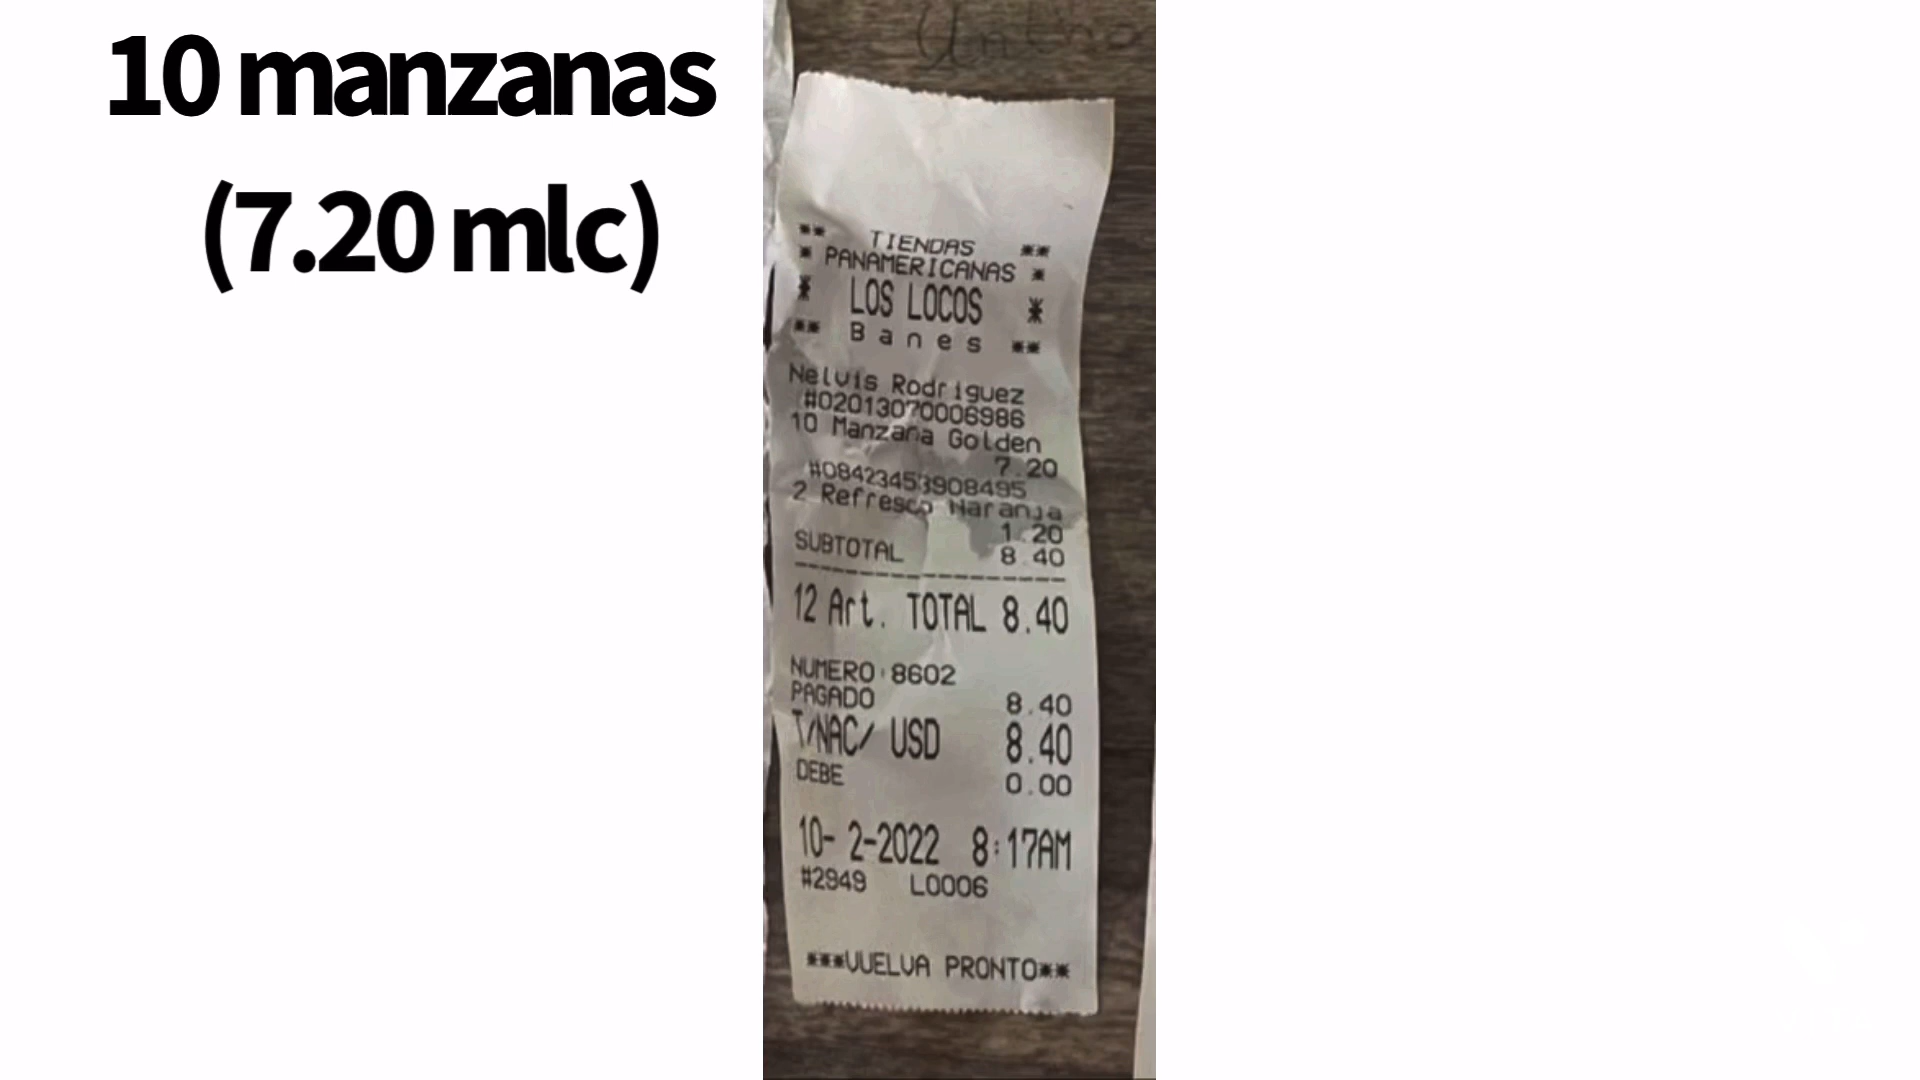 10 manzanas
(7.20 mlc)
** TIENDAS **
* PANAMERICANAS *
* LOS LOCOS *
** Banes **
Nelvis Rodriguez
#02013070006986
10 Manzana Golden
7.20
#08423453908495
2 Refresco Naranja
1.20
SUBTOTAL 8.40
12 Art. TOTAL 8.40
NUMERO:8602
PAGADO 8.40
T/NAC/ USD 8.40
DEBE 0.00
10- 2-2022 8:17AM
#2949 L0006
***VUELVA PRONTO**